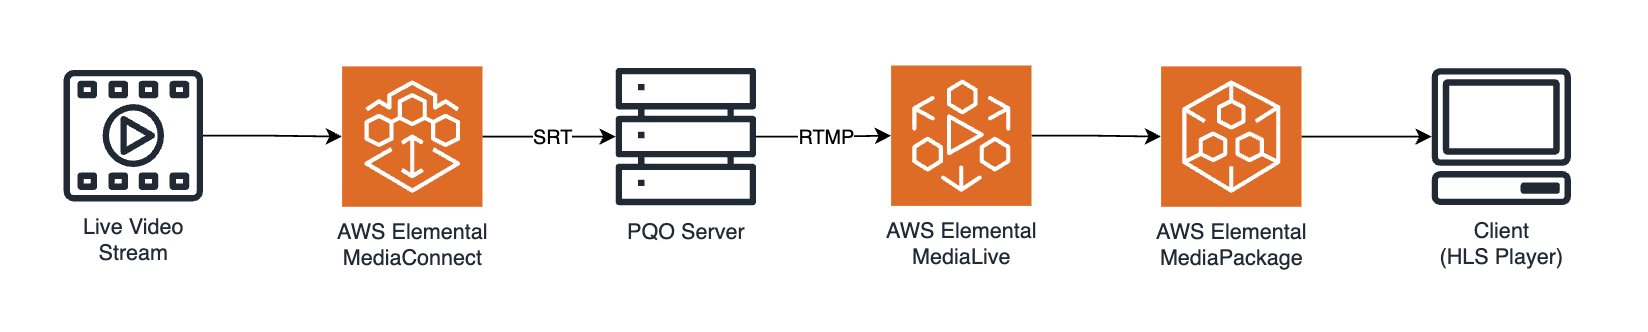 SRT
RTMP
Live Video
Stream
AWS Elemental
MediaConnect
PQO Server
AWS Elemental
MediaLive
AWS Elemental
MediaPackage
Client
(HLS Player)